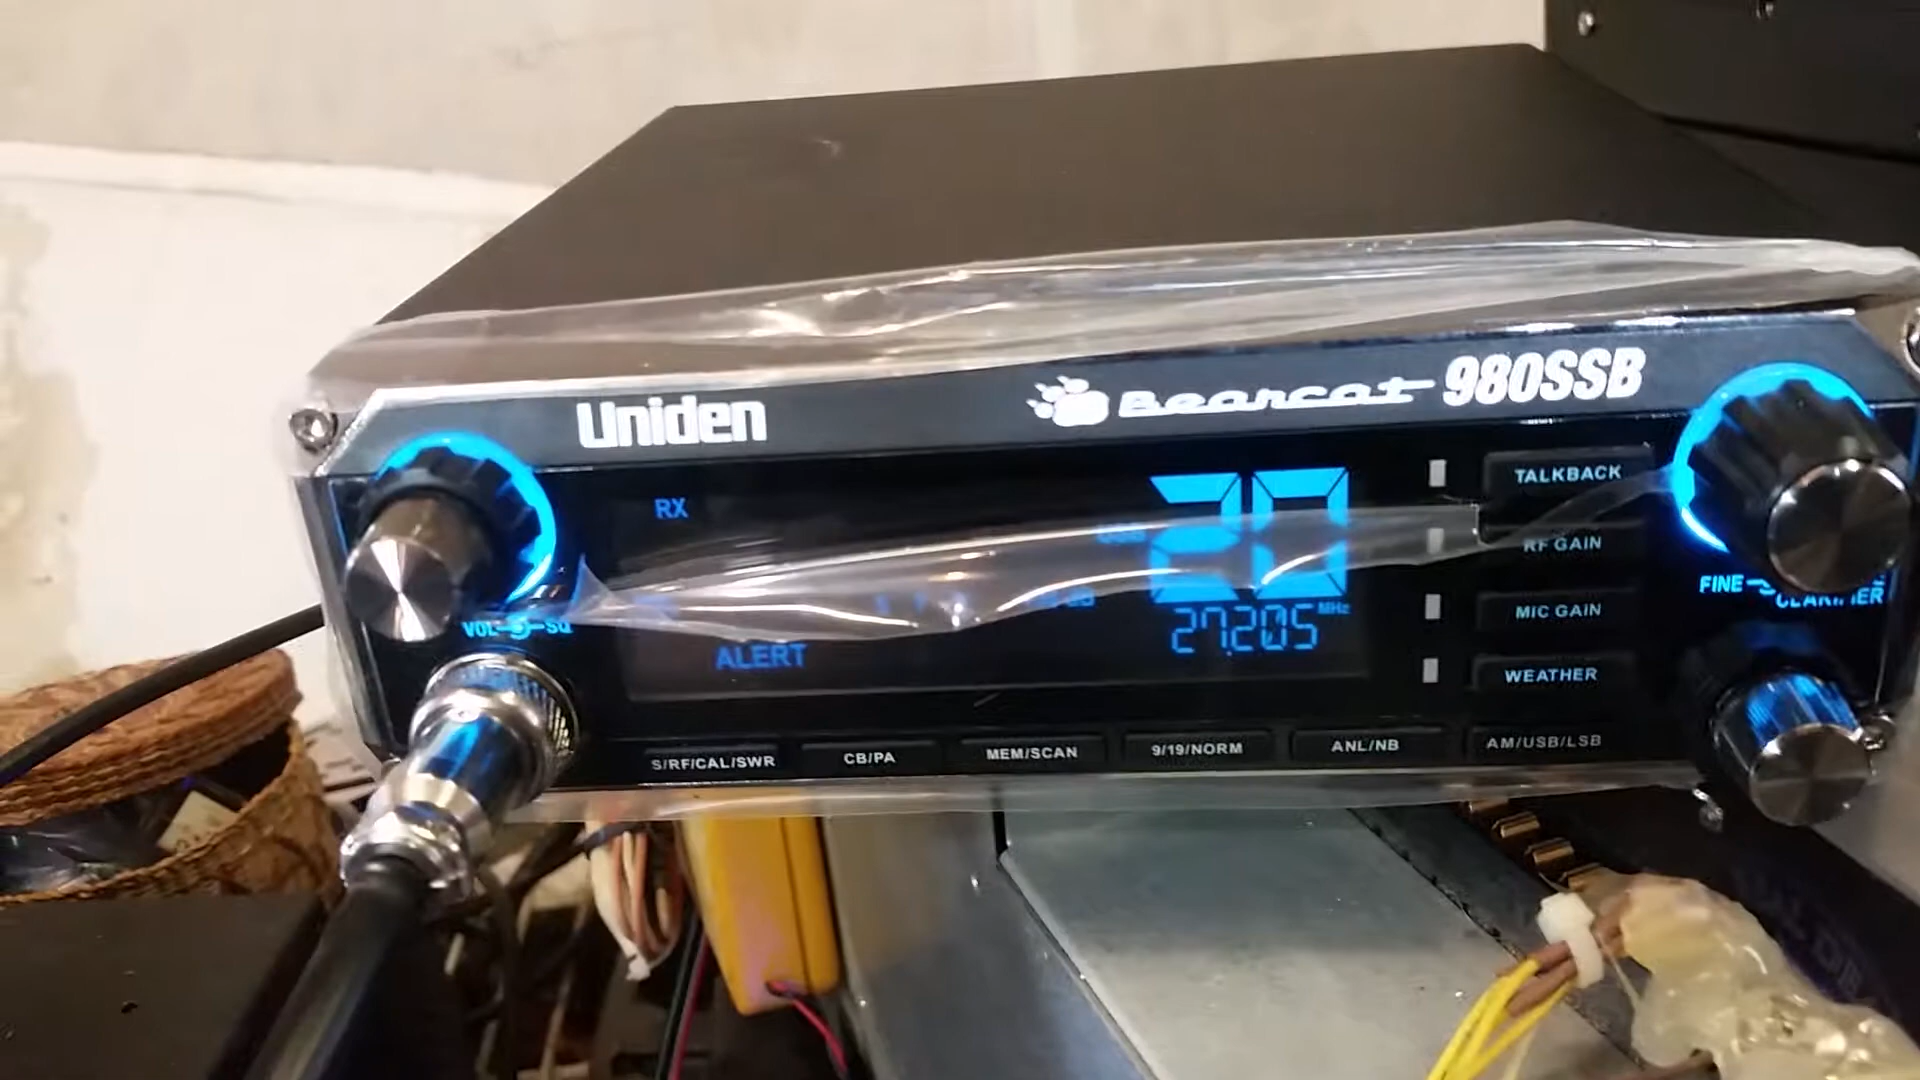 Uniden
Bearcat 980SSB
RX
20
27.205 MHz
ALERT
VOL SQ
TALKBACK
RF GAIN
MIC GAIN
WEATHER
FINE
CLARIFIER
S/RF/CAL/SWR
CB/PA
MEM/SCAN
9/19/NORM
ANL/NB
AM/USB/LSB